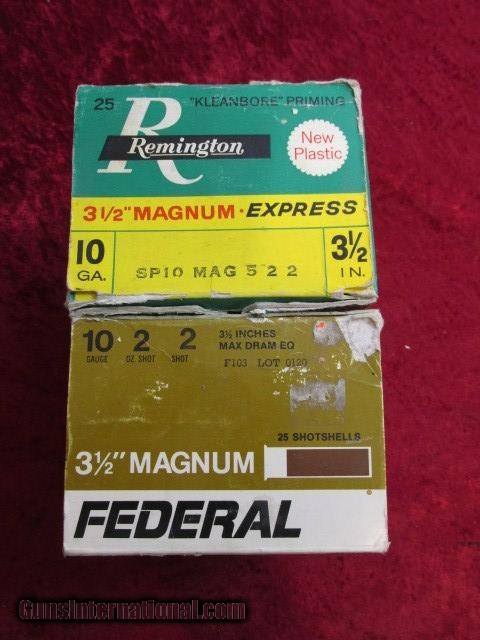 25 "KLEANBORE" PRIMING
R
Remington
New
Plastic
3 1/2" MAGNUM · EXPRESS
10
GA.
SP10 MAG 5 2 2
3½
IN.
10 2 2
GAUGE OZ. SHOT SHOT
3½ INCHES
MAX DRAM EQ
F103 LOT 0120
25 SHOTSHELLS
3½" MAGNUM
FEDERAL
GunsInternational.com